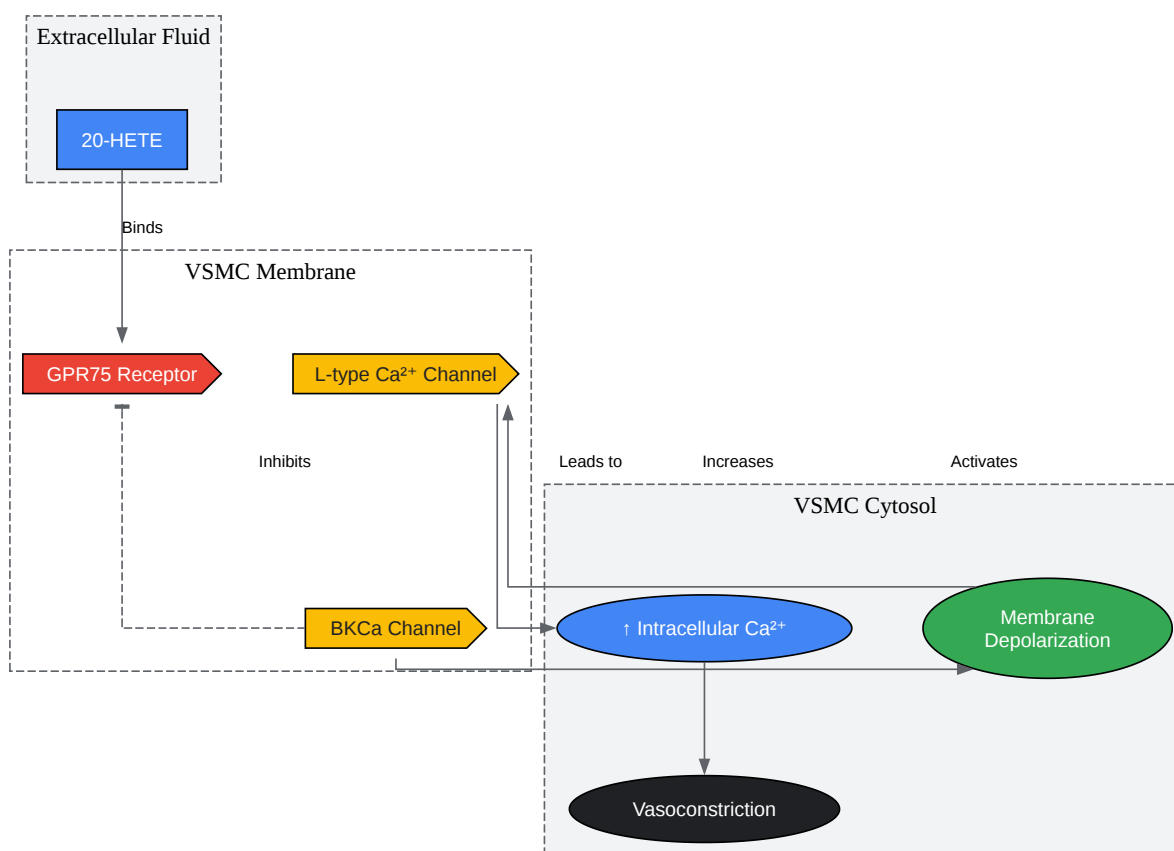 Extracellular Fluid
20-HETE
Binds
VSMC Membrane
GPR75 Receptor
L-type Ca²⁺ Channel
Inhibits
Leads to
Increases
Activates
VSMC Cytosol
BKCa Channel
↑ Intracellular Ca²⁺
Membrane
Depolarization
Vasoconstriction